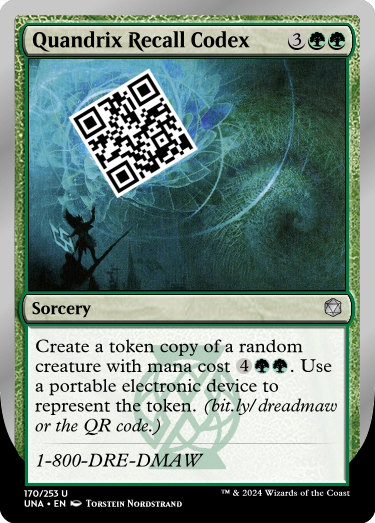 Quandrix Recall Codex 3
Sorcery
Create a token copy of a random
creature with mana cost 4. Use
a portable electronic device to
represent the token. (bit.ly/dreadmaw
or the QR code.)
1-800-DRE-DMAW
170/253 U
UNA • EN Torstein Nordstrand
™ & 2024 Wizards of the Coast